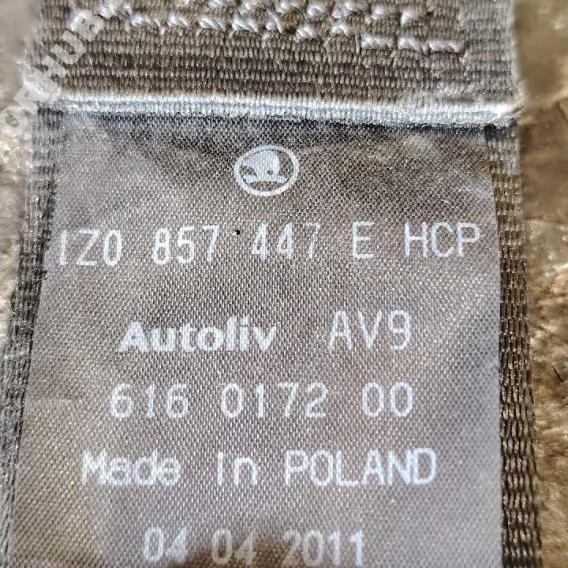 1Z0 857 447 E HCP
Autoliv AV9
616 0172 00
Made in POLAND
04 04 2011